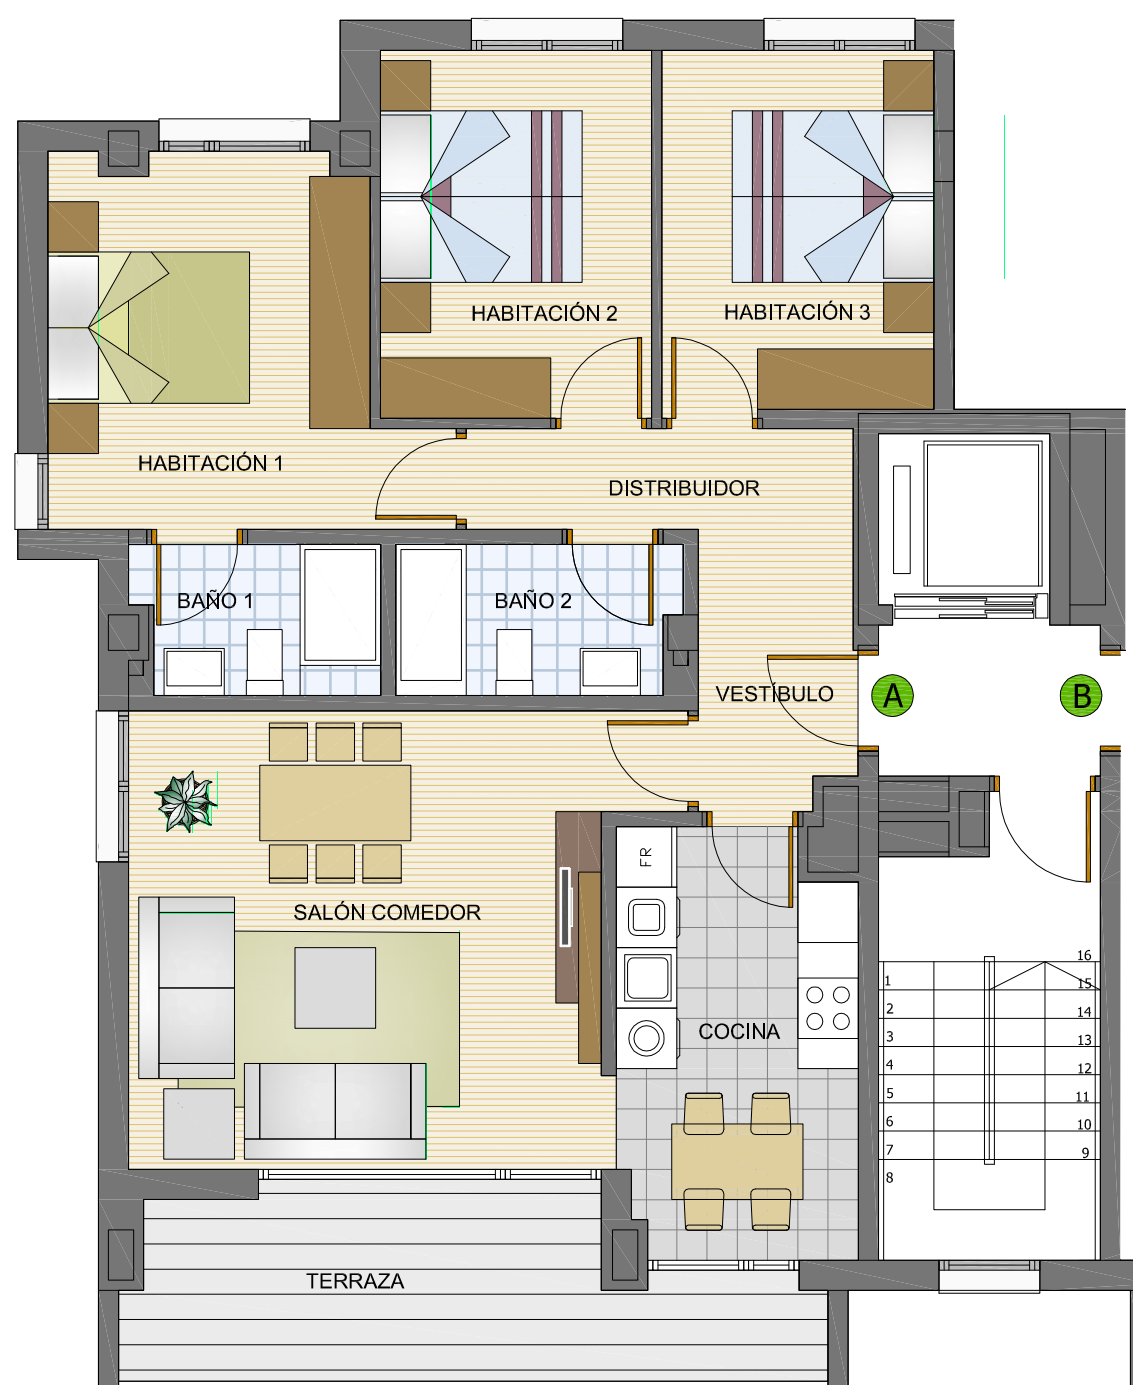 HABITACIÓN 2
HABITACIÓN 3
HABITACIÓN 1
DISTRIBUIDOR
BAÑO 1
BAÑO 2
VESTÍBULO
A
B
FR
SALÓN COMEDOR
COCINA
16
1
15
2
14
3
13
4
12
5
11
6
10
7
9
8
TERRAZA